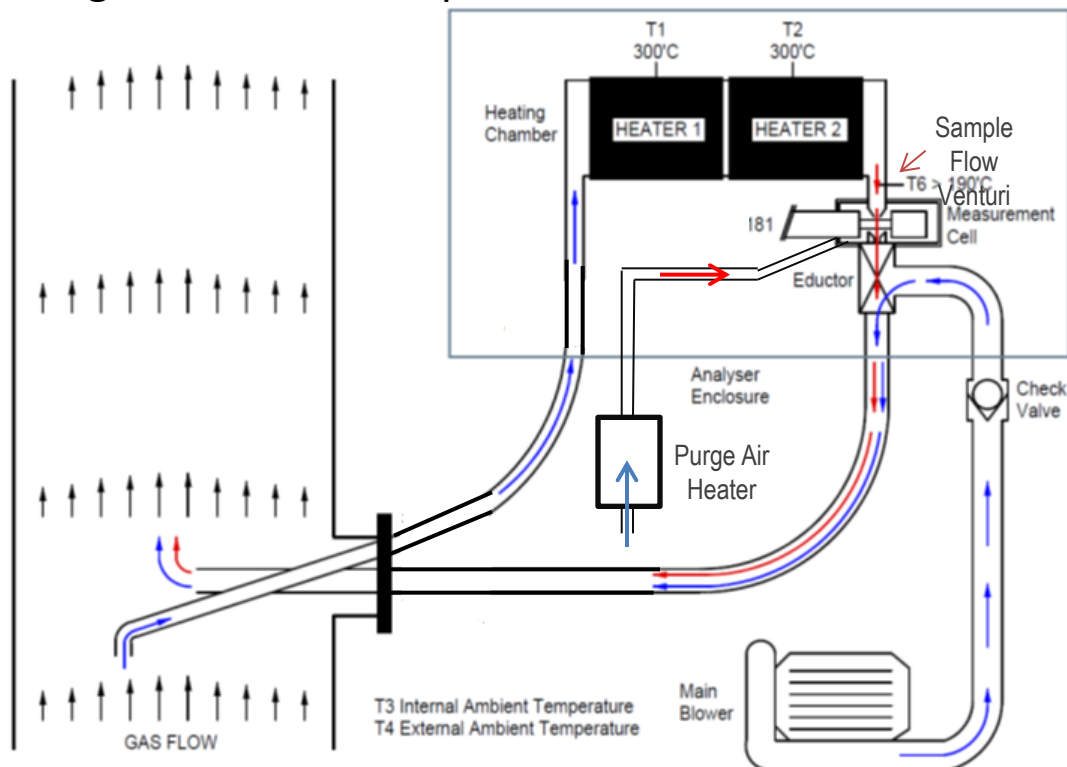 T1
300'C
T2
300'C
Heating
Chamber
HEATER 1
HEATER 2
Sample
Flow
Venturi
T6 > 190'C
Measurement
Cell
181
Eductor
Analyser
Enclosure
Check
Valve
Purge Air
Heater
Main
Blower
T3 Internal Ambient Temperature
T4 External Ambient Temperature
GAS FLOW